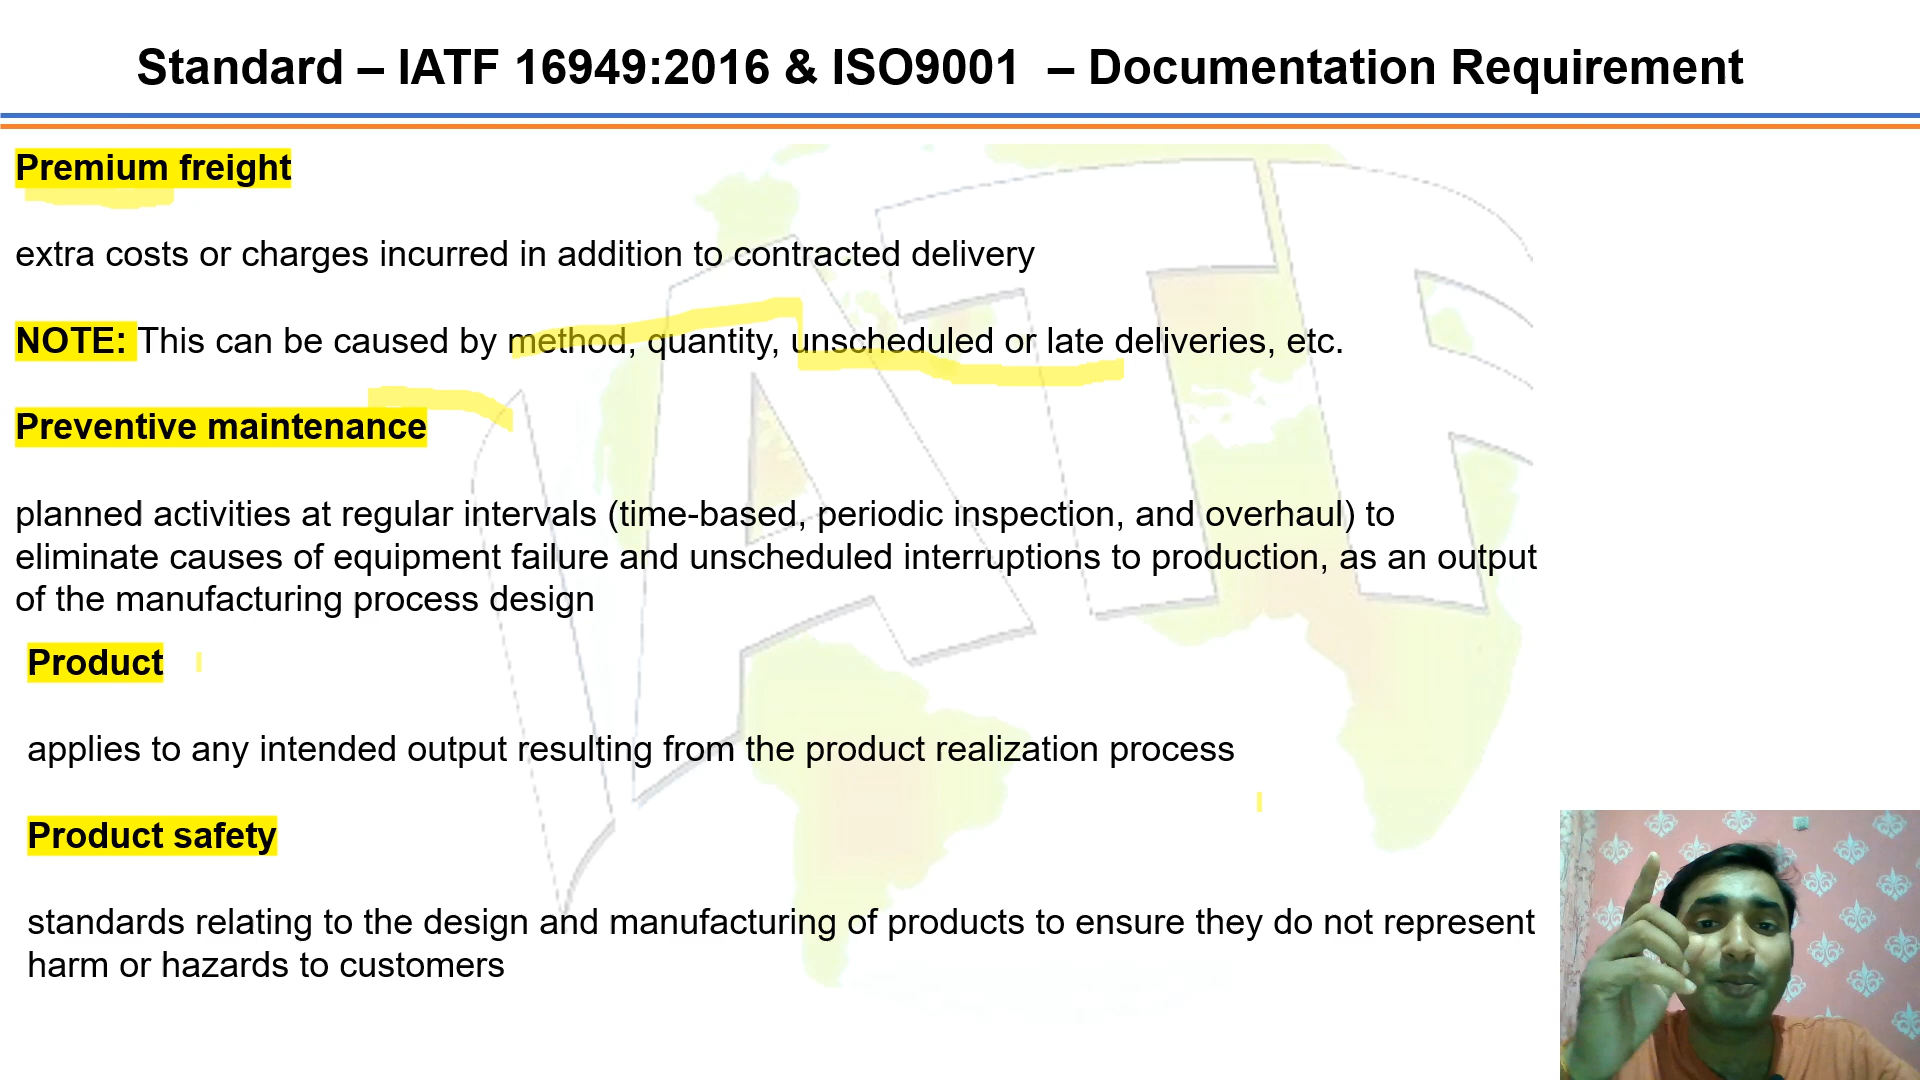 Standard – IATF 16949:2016 & ISO9001 – Documentation Requirement
Premium freight
extra costs or charges incurred in addition to contracted delivery
NOTE: This can be caused by method, quantity, unscheduled or late deliveries, etc.
Preventive maintenance
planned activities at regular intervals (time-based, periodic inspection, and overhaul) to
eliminate causes of equipment failure and unscheduled interruptions to production, as an output
of the manufacturing process design
Product
applies to any intended output resulting from the product realization process
Product safety
standards relating to the design and manufacturing of products to ensure they do not represent
harm or hazards to customers
IATF